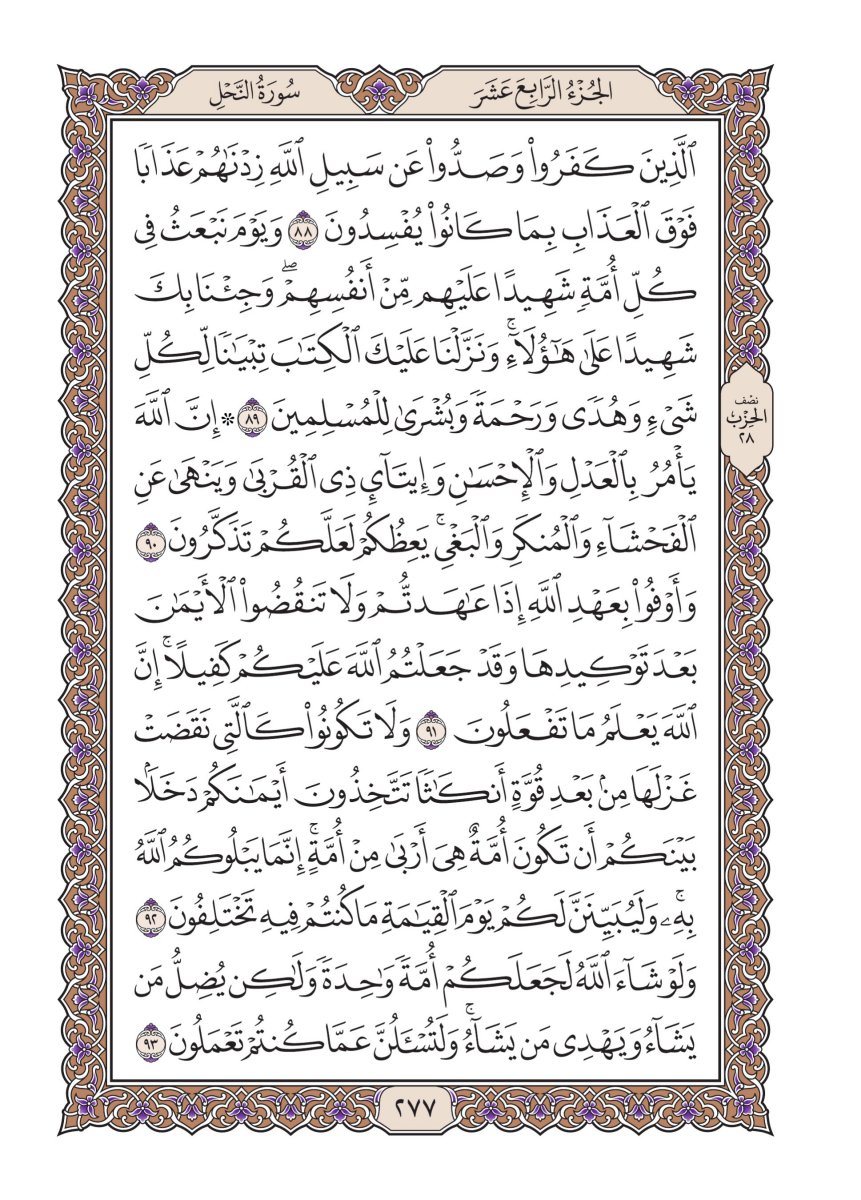 سُورَةُ النَّحْلِ
الجُزْءُ الرَّابِعَ عَشَرَ
ٱلَّذِينَ كَفَرُواْ وَصَدُّواْ عَن سَبِيلِ ٱللَّهِ زِدْنَٰهُمْ عَذَابًا
فَوْقَ ٱلْعَذَابِ بِمَا كَانُواْ يُفْسِدُونَ ٨٨ وَيَوْمَ نَبْعَثُ فِي
كُلِّ أُمَّةٍ شَهِيدًا عَلَيْهِم مِّنْ أَنفُسِهِمْۖ وَجِئْنَا بِكَ
شَهِيدًا عَلَىٰ هَٰٓؤُلَآءِۚ وَنَزَّلْنَا عَلَيْكَ ٱلْكِتَٰبَ تِبْيَٰنًا لِّكُلِّ
شَيْءٍ وَهُدًى وَرَحْمَةً وَبُشْرَىٰ لِلْمُسْلِمِينَ ٨٩ * إِنَّ ٱللَّهَ
يَأْمُرُ بِٱلْعَدْلِ وَٱلْإِحْسَٰنِ وَإِيتَآيِٕ ذِي ٱلْقُرْبَىٰ وَيَنْهَىٰ عَنِ
ٱلْفَحْشَآءِ وَٱلْمُنكَرِ وَٱلْبَغْيِۚ يَعِظُكُمْ لَعَلَّكُمْ تَذَكَّرُونَ ٩٠
وَأَوْفُواْ بِعَهْدِ ٱللَّهِ إِذَا عَٰهَدتُّمْ وَلَا تَنقُضُواْ ٱلْأَيْمَٰنَ
بَعْدَ تَوْكِيدِهَا وَقَدْ جَعَلْتُمُ ٱللَّهَ عَلَيْكُمْ كَفِيلًاۚ إِنَّ
ٱللَّهَ يَعْلَمُ مَا تَفْعَلُونَ ٩١ وَلَا تَكُونُواْ كَٱلَّتِي نَقَضَتْ
غَزْلَهَا مِنۢ بَعْدِ قُوَّةٍ أَنكَٰثًا تَتَّخِذُونَ أَيْمَٰنَكُمْ دَخَلَۢا
بَيْنَكُمْ أَن تَكُونَ أُمَّةٌ هِيَ أَرْبَىٰ مِنْ أُمَّةٍۚ إِنَّمَا يَبْلُوكُمُ ٱللَّهُ
بِهِۦۚ وَلَيُبَيِّنَنَّ لَكُمْ يَوْمَ ٱلْقِيَٰمَةِ مَا كُنتُمْ فِيهِ تَخْتَلِفُونَ ٩٢
وَلَوْ شَآءَ ٱللَّهُ لَجَعَلَكُمْ أُمَّةً وَٰحِدَةً وَلَٰكِن يُضِلُّ مَن
يَشَآءُ وَيَهْدِي مَن يَشَآءُۚ وَلَتُسْـَٔلُنَّ عَمَّا كُنتُمْ تَعْمَلُونَ ٩٣
نصْف
الحِزْبُ
٢٨
٢٧٧